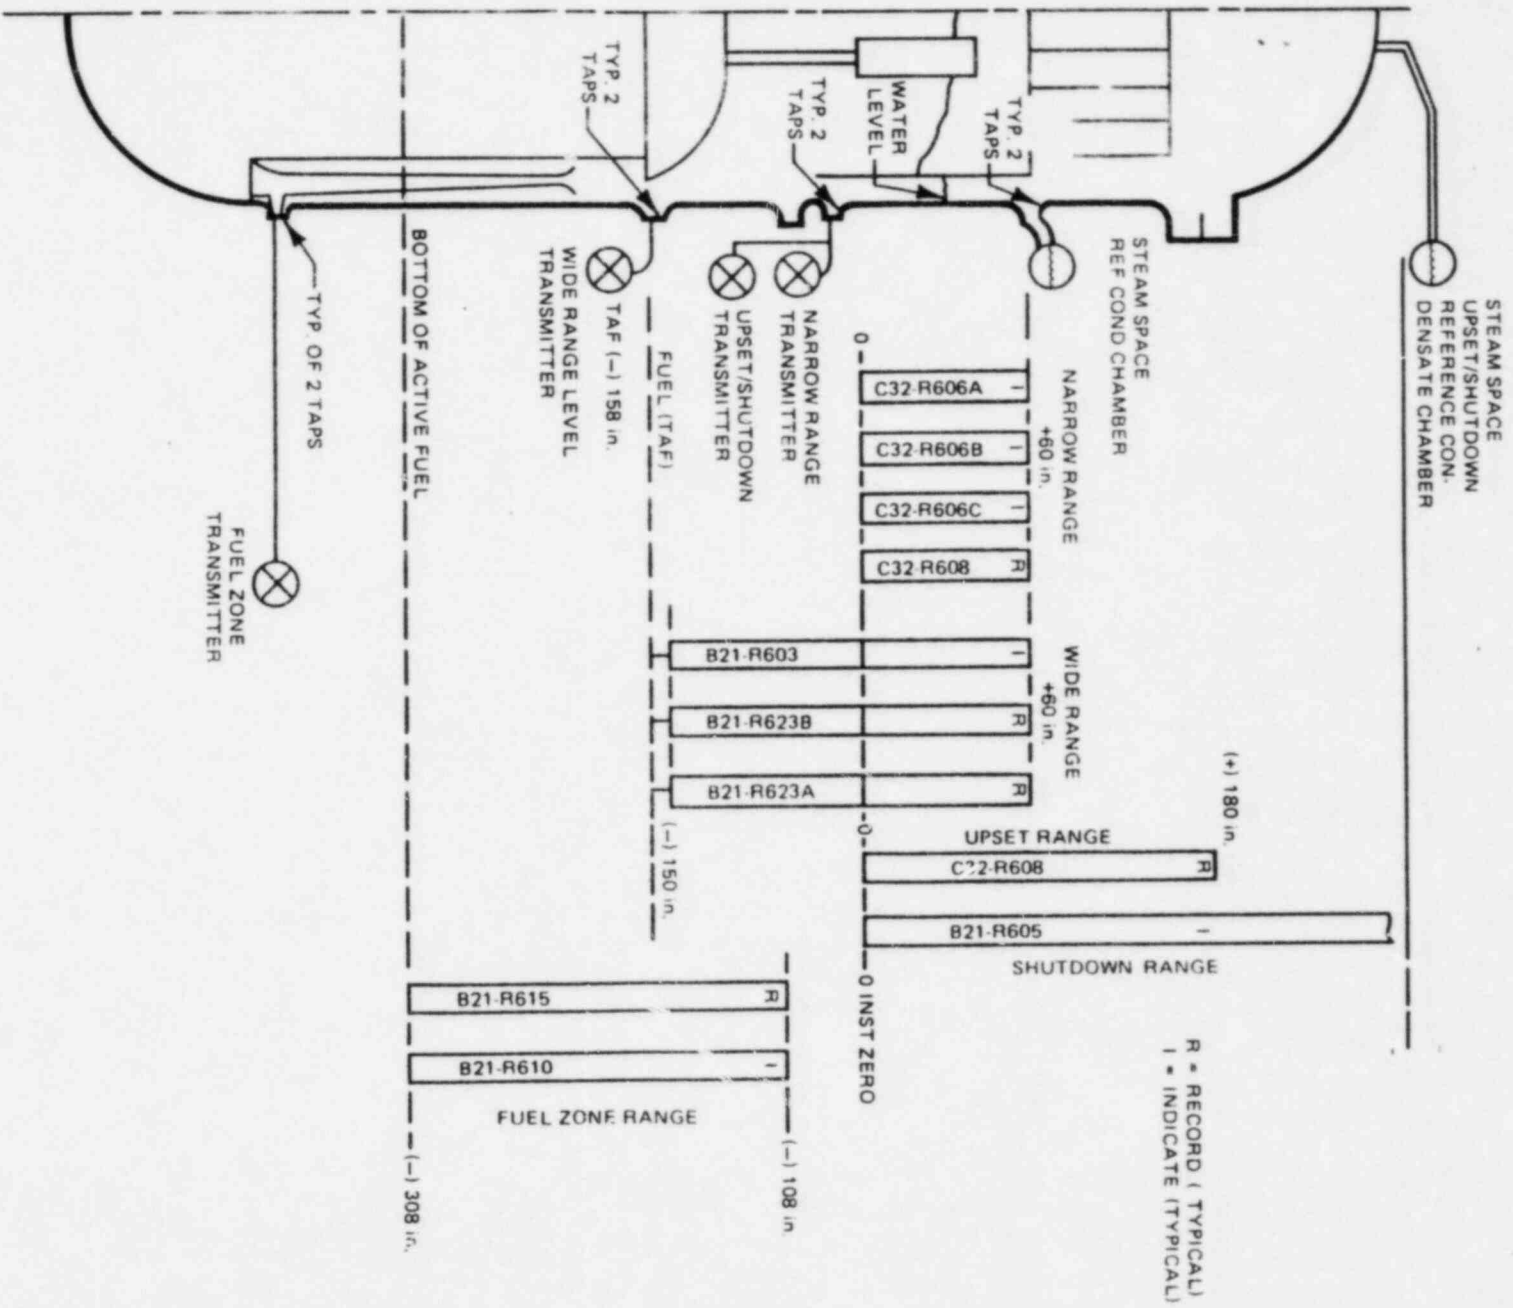 STEAM SPACE
UPSET/SHUTDOWN
REFERENCE CON-
DENSATE CHAMBER
TYP. 2
TAPS
WATER
LEVEL
TYP. 2
TAPS
TYP. 2
TAPS
STEAM SPACE
REF COND CHAMBER
NARROW RANGE
+60 in.
WIDE RANGE
+60 in.
(+) 180 in.
R = RECORD (TYPICAL)
I = INDICATE (TYPICAL)
0
C32-R606A I
C32-R606B I
C32-R606C I
C32-R608 R
B21-R603 I
B21-R623B R
B21-R623A R
0
UPSET RANGE
C32-R608 R
B21-R605 I
SHUTDOWN RANGE
0 INST ZERO
NARROW RANGE
TRANSMITTER
UPSET/SHUTDOWN
TRANSMITTER
FUEL (TAF)
(−) 150 in.
TAF (−) 158 in.
WIDE RANGE LEVEL
TRANSMITTER
B21-R615 R
B21-R610 I
FUEL ZONE RANGE
(−) 108 in.
BOTTOM OF ACTIVE FUEL
(−) 308 in.
TYP. OF 2 TAPS
FUEL ZONE
TRANSMITTER